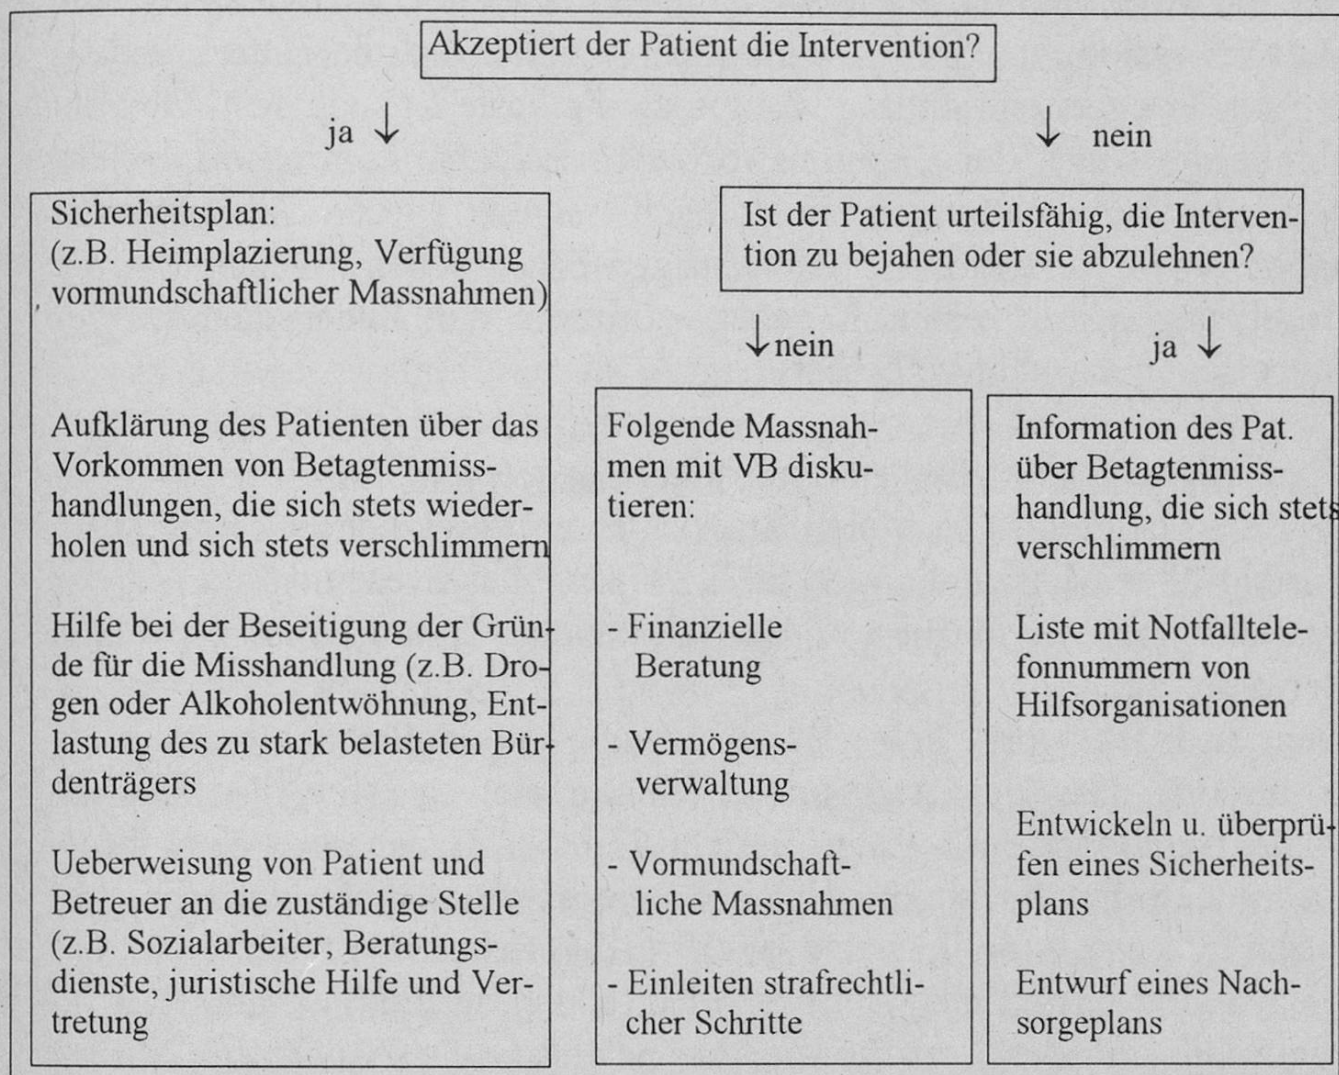 Akzeptiert der Patient die Intervention?
ja ↓
↓ nein
Sicherheitsplan:
(z.B. Heimplazierung, Verfügung
vormundschaftlicher Massnahmen)
Aufklärung des Patienten über das
Vorkommen von Betagtenmiss-
handlungen, die sich stets wieder-
holen und sich stets verschlimmern
Hilfe bei der Beseitigung der Grün-
de für die Misshandlung (z.B. Dro-
gen oder Alkoholentwöhnung, Ent-
lastung des zu stark belasteten Bür-
denträgers
Ueberweisung von Patient und
Betreuer an die zuständige Stelle
(z.B. Sozialarbeiter, Beratungs-
dienste, juristische Hilfe und Ver-
tretung
Ist der Patient urteilsfähig, die Interven-
tion zu bejahen oder sie abzulehnen?
↓ nein
ja ↓
Folgende Massnah-
men mit VB disku-
tieren:
- Finanzielle
Beratung
- Vermögens-
verwaltung
- Vormundschaft-
liche Massnahmen
- Einleiten strafrechtli-
cher Schritte
Information des Pat.
über Betagtenmiss-
handlung, die sich stets
verschlimmern
Liste mit Notfalltele-
fonnummern von
Hilfsorganisationen
Entwickeln u. überprü-
fen eines Sicherheits-
plans
Entwurf eines Nach-
sorgeplans